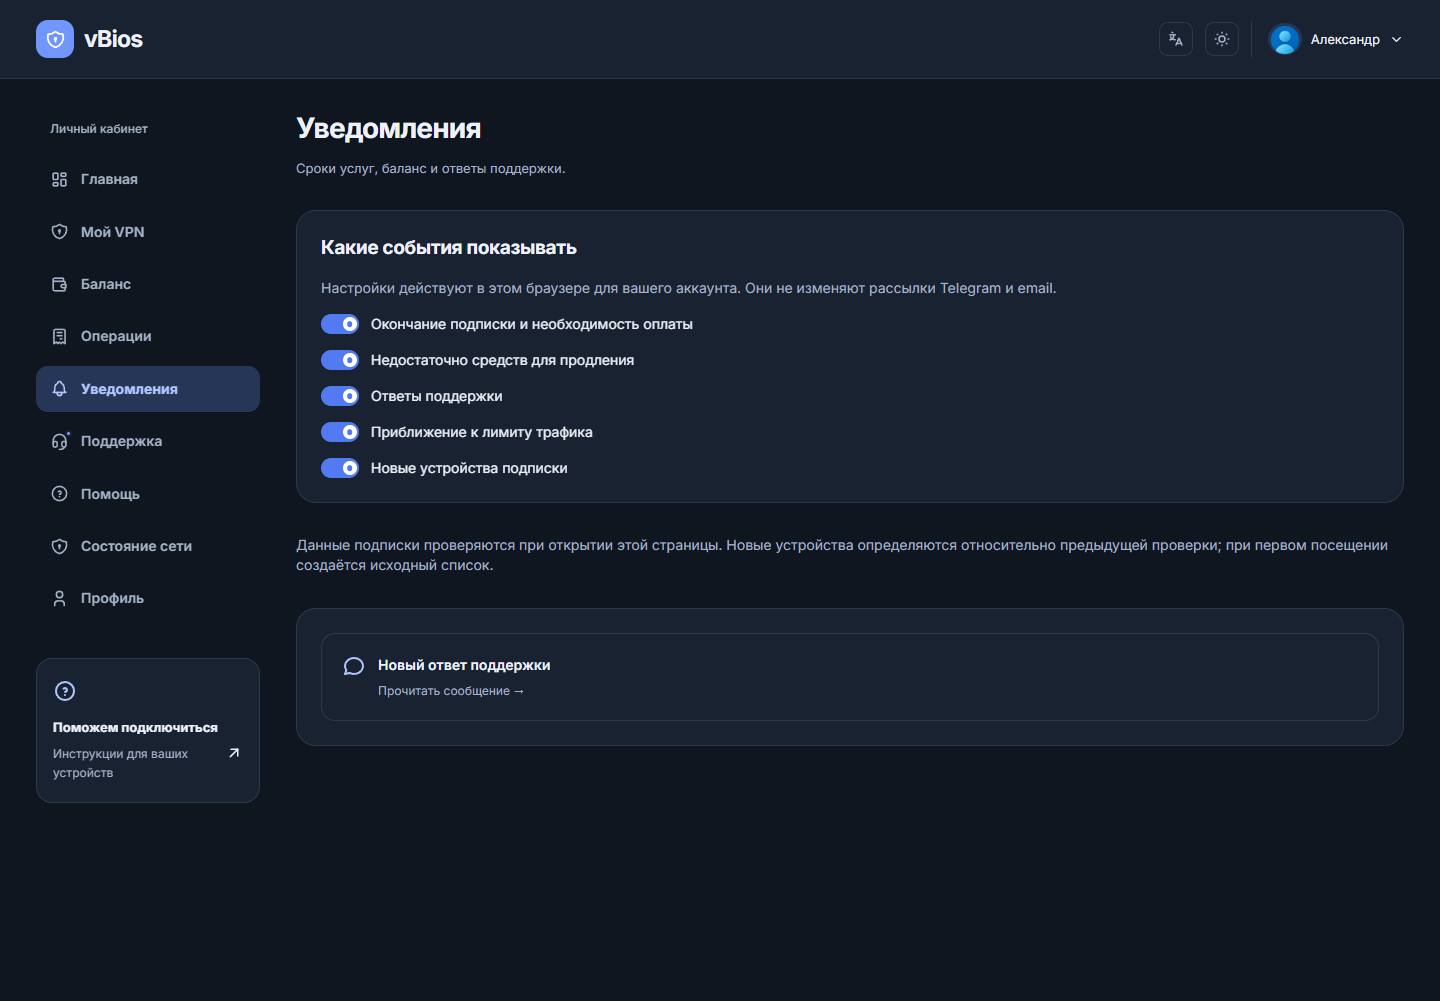 vBios
Александр
Личный кабинет
Главная
Мой VPN
Баланс
Операции
Уведомления
Поддержка
Помощь
Состояние сети
Профиль
Поможем подключиться
Инструкции для ваших
устройств
Уведомления
Сроки услуг, баланс и ответы поддержки.
Какие события показывать
Настройки действуют в этом браузере для вашего аккаунта. Они не изменяют рассылки Telegram и email.
Окончание подписки и необходимость оплаты
Недостаточно средств для продления
Ответы поддержки
Приближение к лимиту трафика
Новые устройства подписки
Данные подписки проверяются при открытии этой страницы. Новые устройства определяются относительно предыдущей проверки; при первом посещении
создаётся исходный список.
Новый ответ поддержки
Прочитать сообщение →